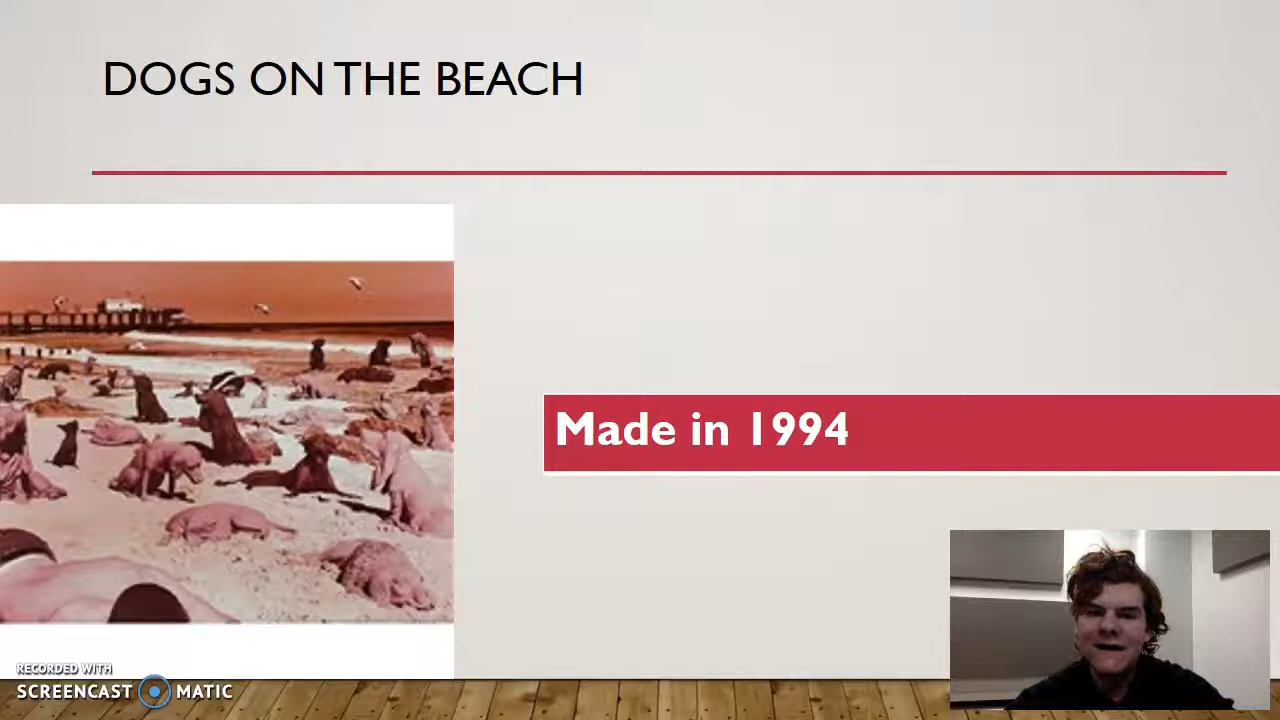 DOGS ON THE BEACH
Made in 1994
RECORDED WITH
SCREENCAST MATIC